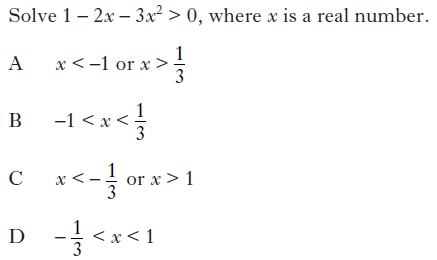 Solve 1 – 2x – 3x² > 0, where x is a real number.
A x < –1 or x > 1/3
B –1 < x < 1/3
C x < – 1/3 or x > 1
D – 1/3 < x < 1